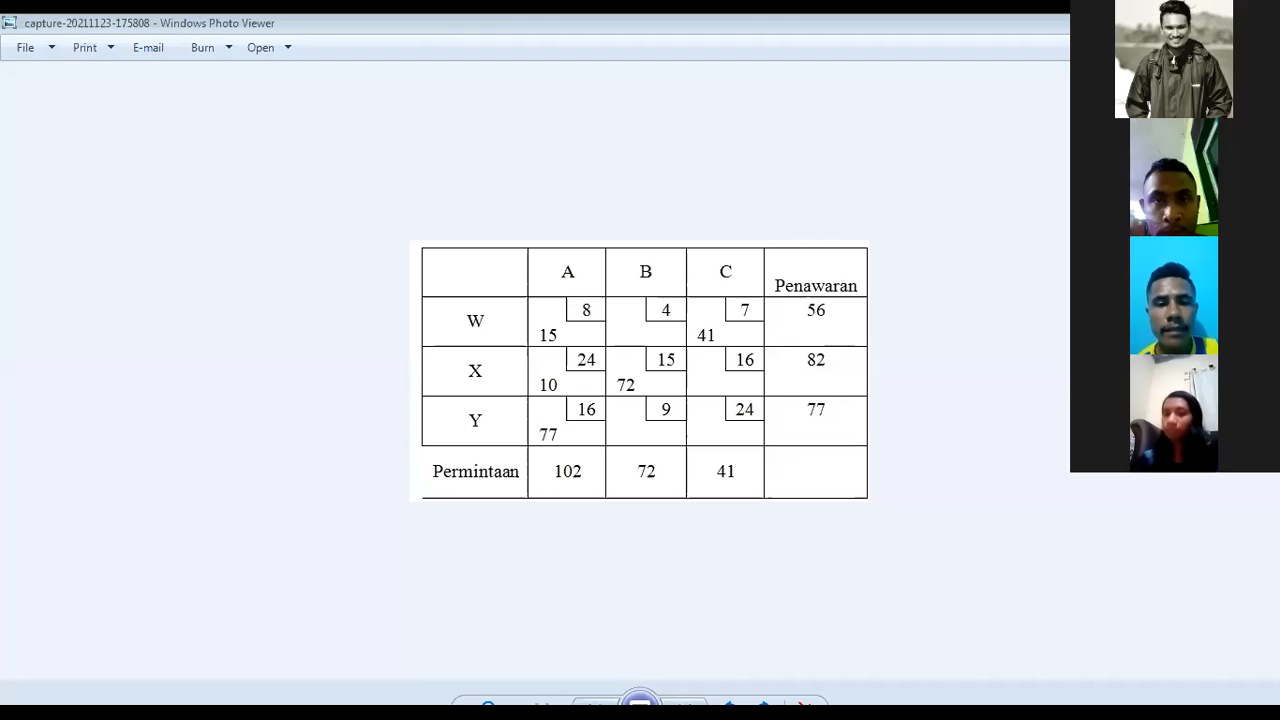 capture-20211123-175808 - Windows Photo Viewer
File Print E-mail Burn Open
A B C Penawaran
W 8 4 7 56
15 41
X 24 15 16 82
10 72
Y 16 9 24 77
77
Permintaan 102 72 41